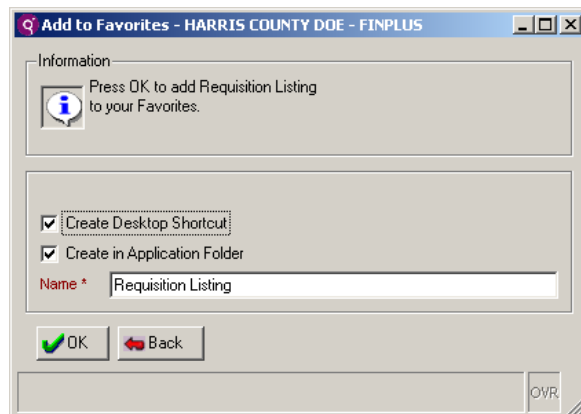 Add to Favorites - HARRIS COUNTY DOE - FINPLUS
Information
Press OK to add Requisition Listing
to your Favorites.
Create Desktop Shortcut
Create in Application Folder
Name * Requisition Listing
OK Back
OVR